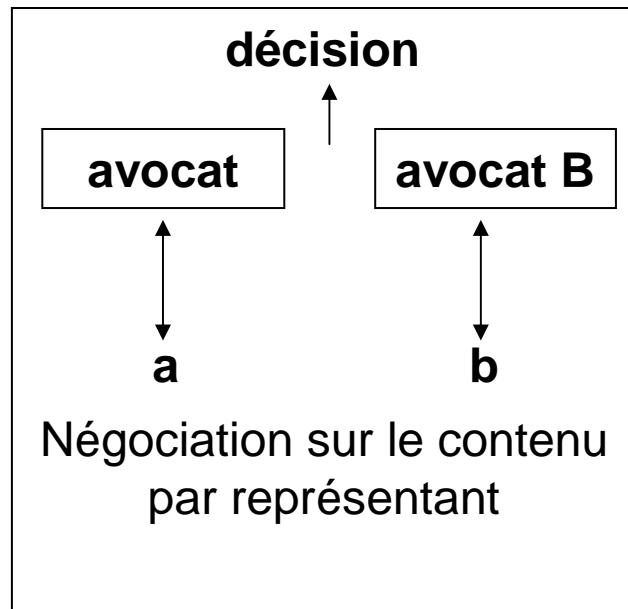 décision
avocat
avocat B
a
b
Négociation sur le contenu
par représentant